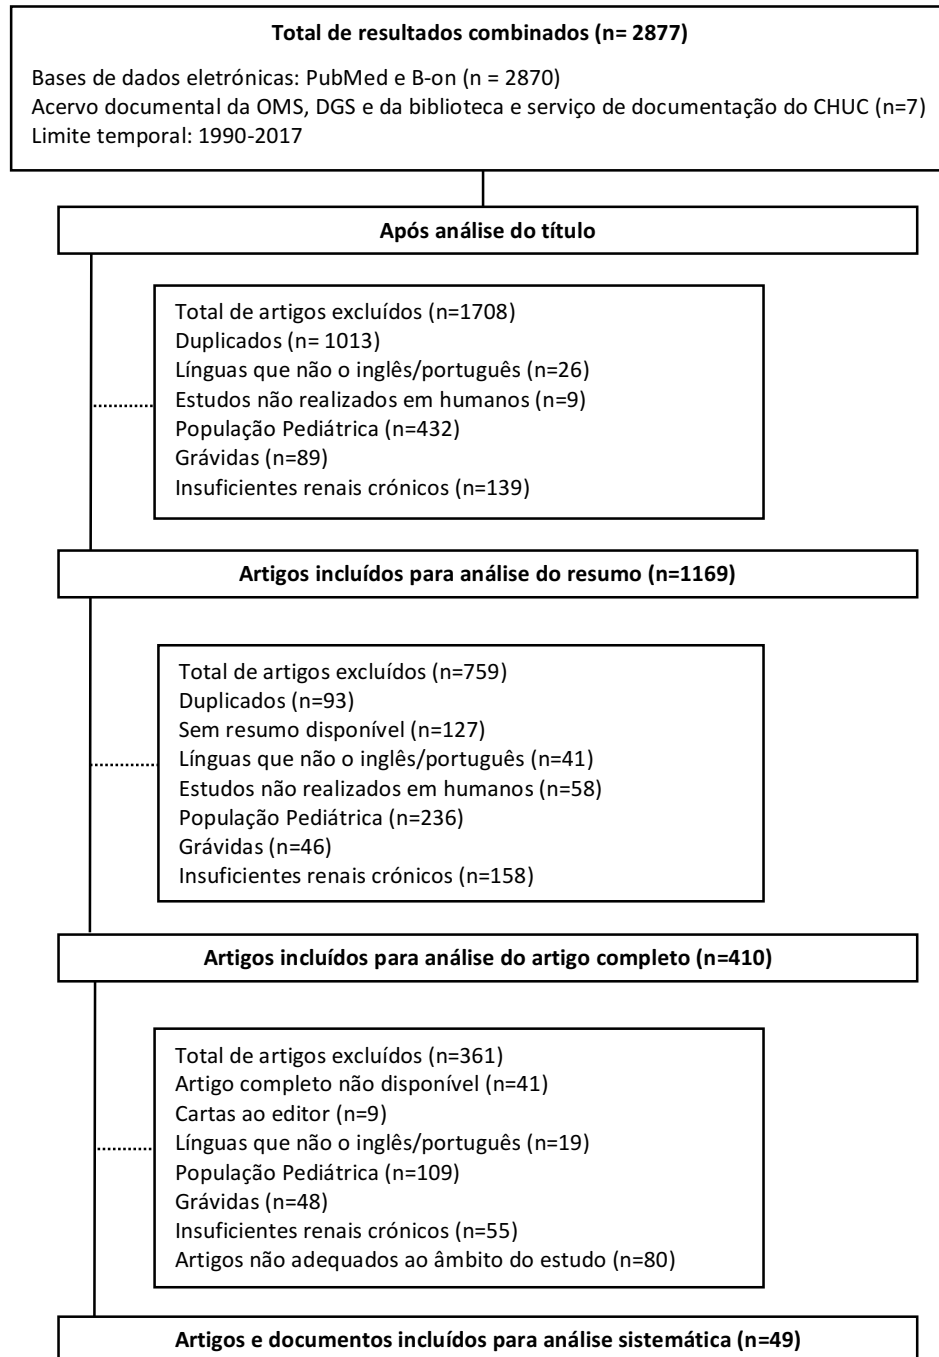 Total de resultados combinados (n= 2877)
Bases de dados eletrónicas: PubMed e B-on (n = 2870)
Acervo documental da OMS, DGS e da biblioteca e serviço de documentação do CHUC (n=7)
Limite temporal: 1990-2017
Após análise do título
Total de artigos excluídos (n=1708)
Duplicados (n= 1013)
Línguas que não o inglês/português (n=26)
Estudos não realizados em humanos (n=9)
População Pediátrica (n=432)
Grávidas (n=89)
Insuficientes renais crónicos (n=139)
Artigos incluídos para análise do resumo (n=1169)
Total de artigos excluídos (n=759)
Duplicados (n=93)
Sem resumo disponível (n=127)
Línguas que não o inglês/português (n=41)
Estudos não realizados em humanos (n=58)
População Pediátrica (n=236)
Grávidas (n=46)
Insuficientes renais crónicos (n=158)
Artigos incluídos para análise do artigo completo (n=410)
Total de artigos excluídos (n=361)
Artigo completo não disponível (n=41)
Cartas ao editor (n=9)
Línguas que não o inglês/português (n=19)
População Pediátrica (n=109)
Grávidas (n=48)
Insuficientes renais crónicos (n=55)
Artigos não adequados ao âmbito do estudo (n=80)
Artigos e documentos incluídos para análise sistemática (n=49)